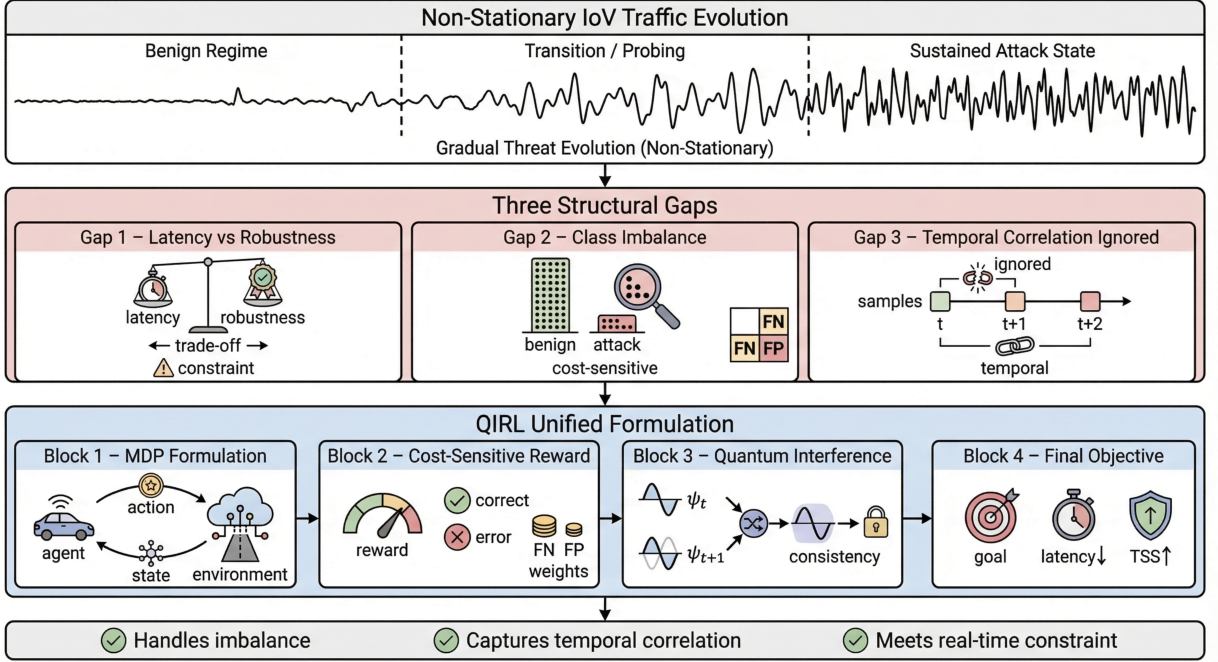 Non-Stationary IoV Traffic Evolution
Benign Regime
Transition / Probing
Sustained Attack State
Gradual Threat Evolution (Non-Stationary)
Three Structural Gaps
Gap 1 – Latency vs Robustness
latency
robustness
trade-off
constraint
Gap 2 – Class Imbalance
benign
attack
cost-sensitive
FN
FN FP
Gap 3 – Temporal Correlation Ignored
ignored
samples
t
t+1
t+2
temporal
QIRL Unified Formulation
Block 1 – MDP Formulation
action
agent
state
environment
Block 2 – Cost-Sensitive Reward
reward
correct
error
FN FP
weights
Block 3 – Quantum Interference
ψt
ψt+1
consistency
Block 4 – Final Objective
goal
latency↓
TSS↑
Handles imbalance
Captures temporal correlation
Meets real-time constraint